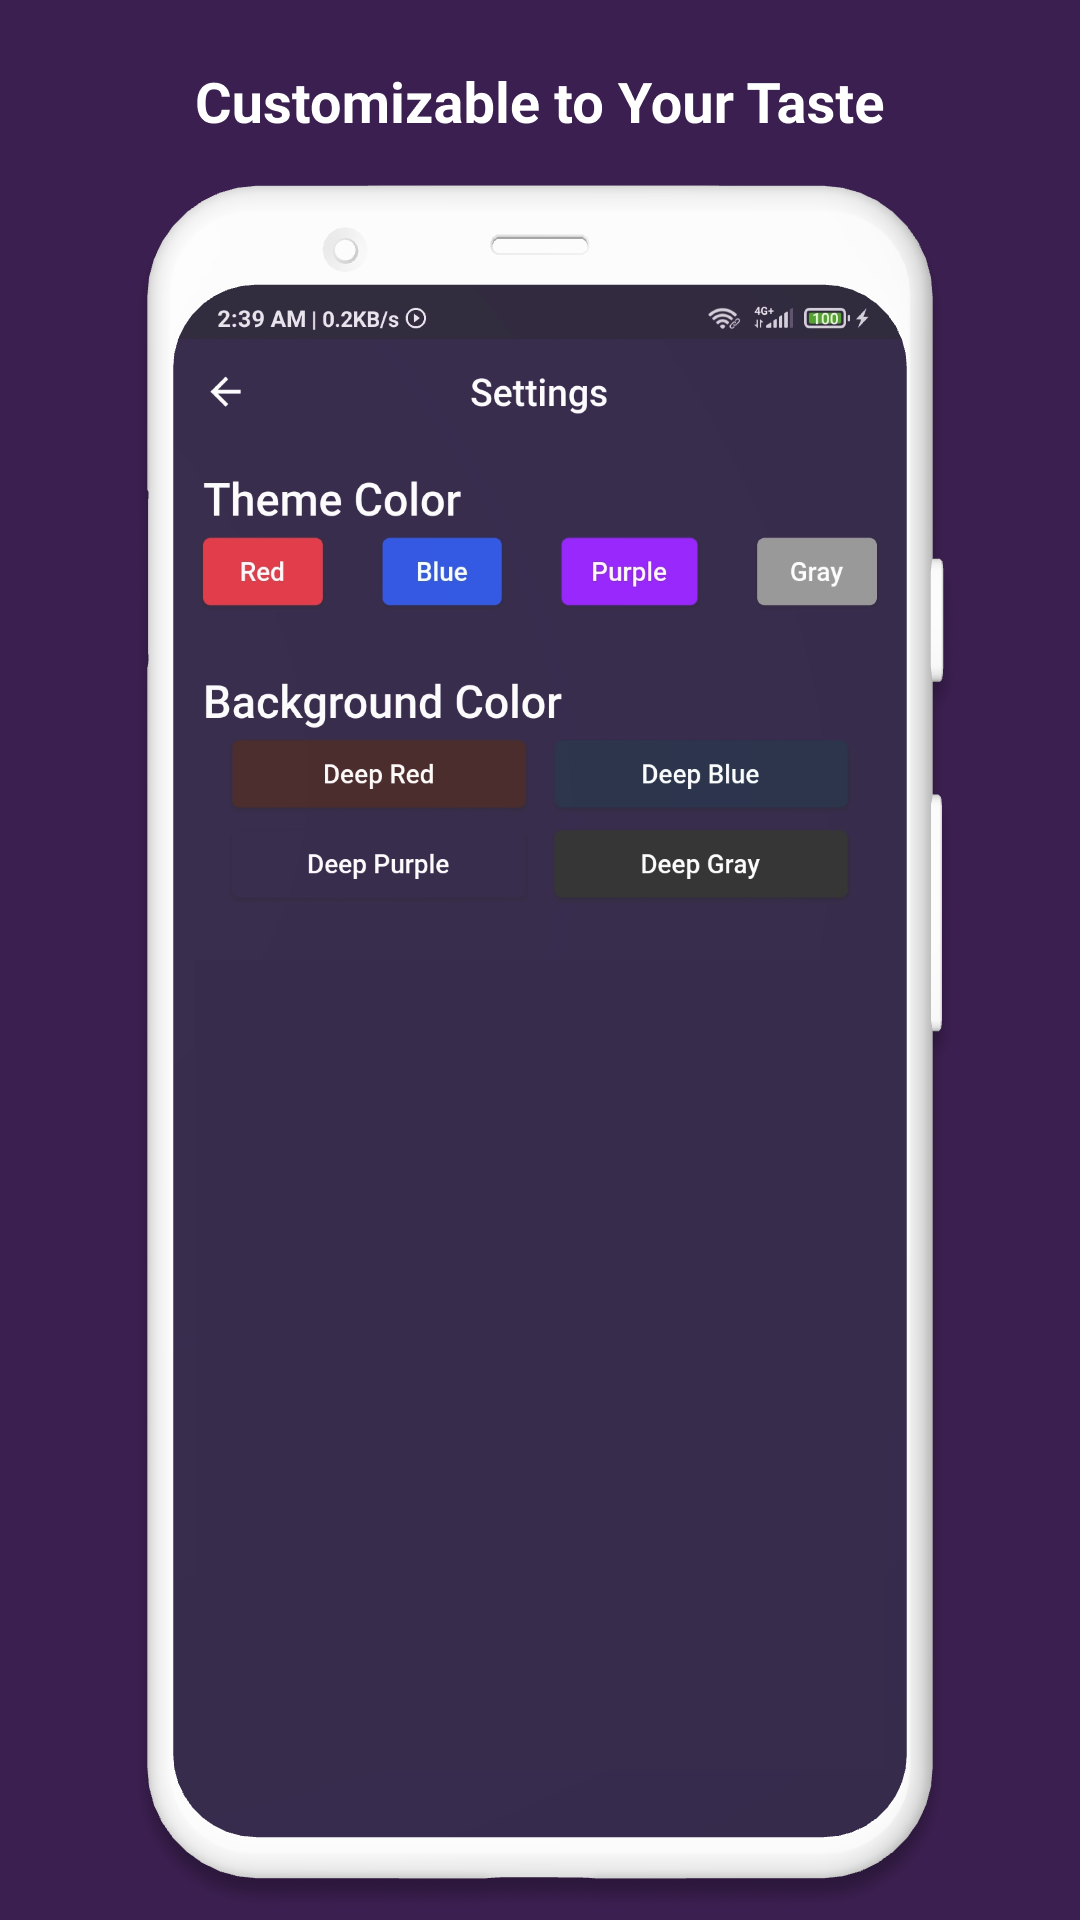 Customizable to Your Taste
2:39 AM | 0.2KB/s 4G+ 100
Settings
Theme Color
Red Blue Purple Gray
Background Color
Deep Red Deep Blue
Deep Purple Deep Gray